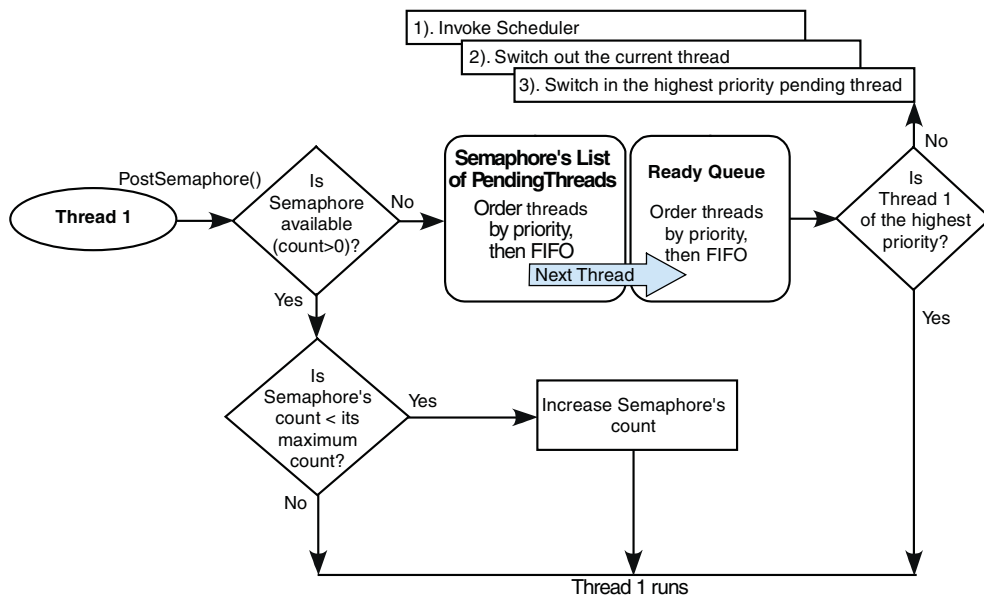 1). Invoke Scheduler
2). Switch out the current thread
3). Switch in the highest priority pending thread
No
PostSemaphore()
Thread 1
Is
Semaphore
available
(count>0)?
No
Semaphore's List
of PendingThreads
Order threads
by priority,
then FIFO
Next Thread
Ready Queue
Order threads
by priority,
then FIFO
Is
Thread 1
of the highest
priority?
Yes
Yes
Is
Semaphore's
count < its
maximum
count?
Yes
Increase Semaphore's
count
No
Thread 1 runs